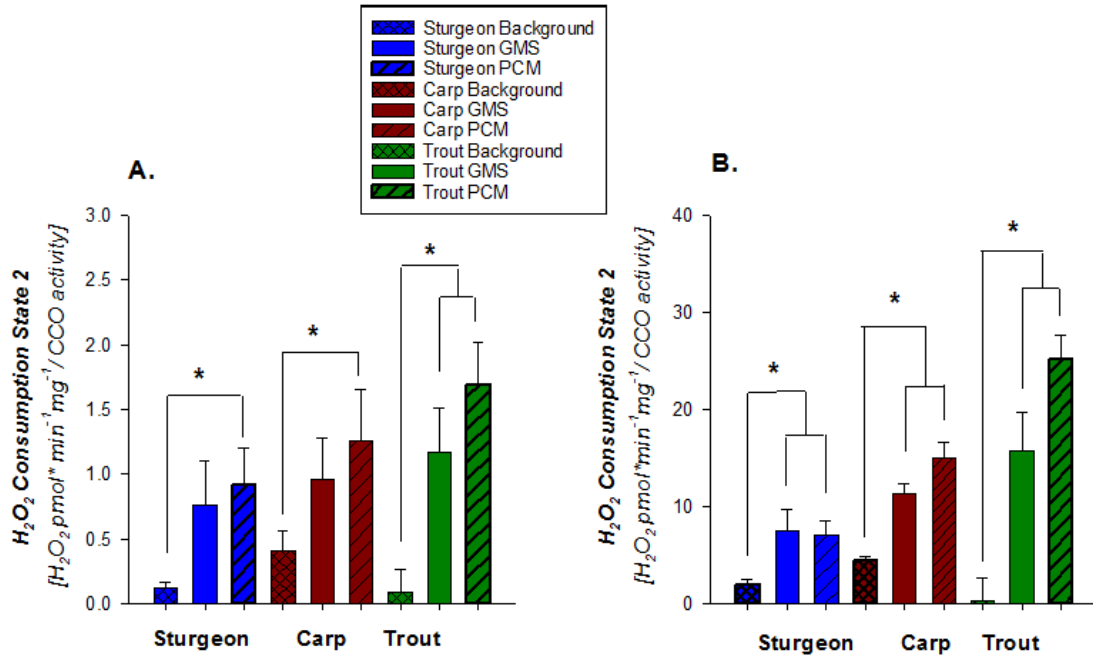 Sturgeon Background
Sturgeon GMS
Sturgeon PCM
Carp Background
Carp GMS
Carp PCM
Trout Background
Trout GMS
Trout PCM
A.
H₂O₂ Consumption State 2
[H₂O₂ pmol* min⁻¹mg⁻¹/ CCO activity]
3.0
2.5
2.0
1.5
1.0
0.5
0.0
*
*
*
Sturgeon Carp Trout
B.
H₂O₂ Consumption State 2
[H₂O₂ pmol*min⁻¹mg⁻¹/ CCO activity]
40
30
20
10
0
*
*
*
Sturgeon Carp Trout